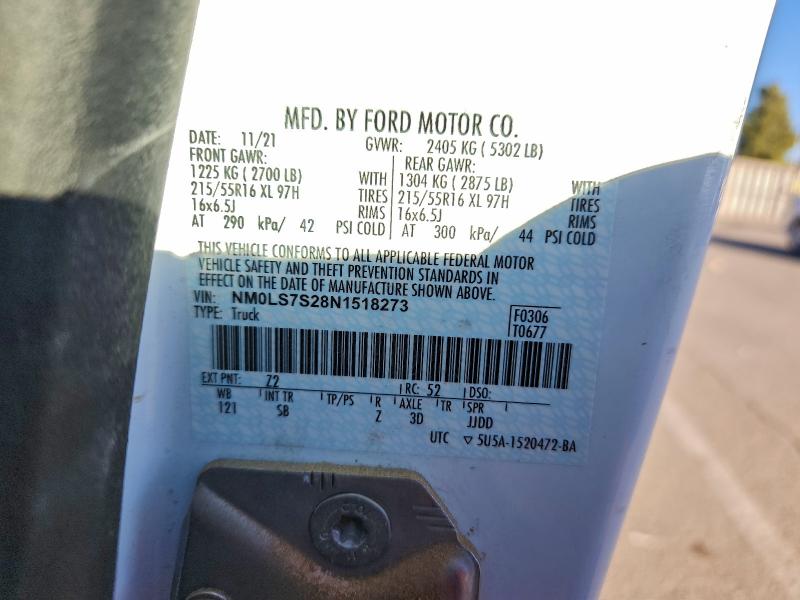 MFD. BY FORD MOTOR CO.
DATE: 11/21 GVWR: 2405 KG ( 5302 LB)
FRONT GAWR: REAR GAWR:
1225 KG ( 2700 LB) WITH 1304 KG ( 2875 LB) WITH
215/55R16 XL 97H TIRES 215/55R16 XL 97H TIRES
16x6.5J RIMS 16x6.5J RIMS
AT 290 kPa/ 42 PSI COLD AT 300 kPa/ 44 PSI COLD
THIS VEHICLE CONFORMS TO ALL APPLICABLE FEDERAL MOTOR
VEHICLE SAFETY AND THEFT PREVENTION STANDARDS IN
EFFECT ON THE DATE OF MANUFACTURE SHOWN ABOVE.
VIN: NM0LS7S28N1518273 F0306
TYPE: Truck T0677
EXT PNT: Z2 RC: 52 DSO:
WB INT TR TP/PS R AXLE TR SPR
121 SB Z 3D JJDD
UTC ▽ 5U5A-1520472-BA